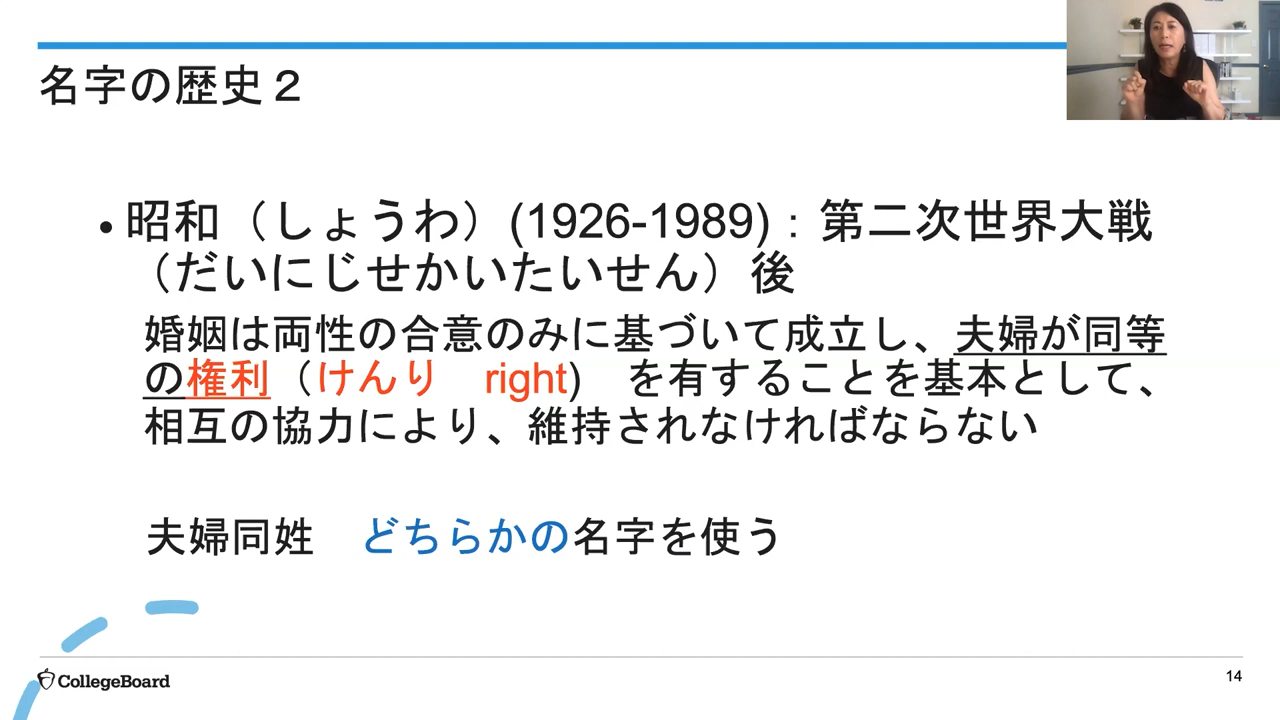 名字の歴史２
• 昭和（しょうわ）(1926-1989)：第二次世界大戦
（だいにじせかいたいせん）後
婚姻は両性の合意のみに基づいて成立し、夫婦が同等
の権利（けんり　right)　を有することを基本として、
相互の協力により、維持されなければならない
夫婦同姓　どちらかの名字を使う
CollegeBoard
14